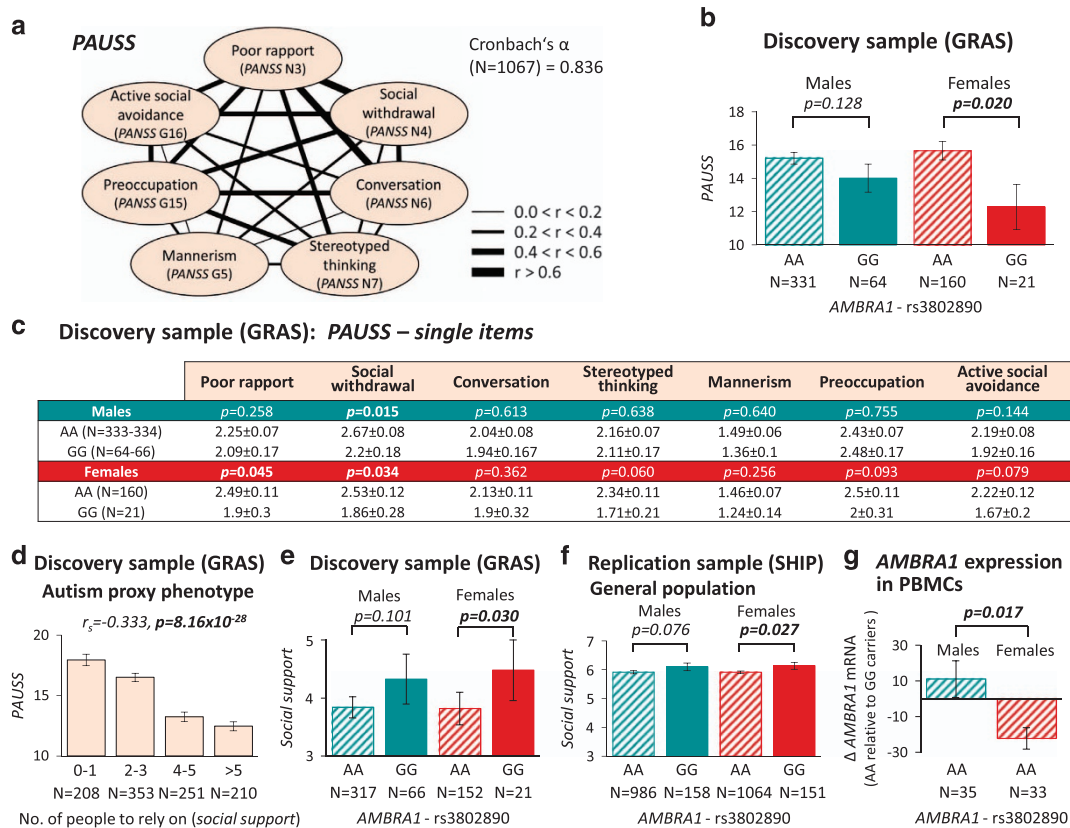 a
PAUSS
Cronbach‘s α
(N=1067) = 0.836
Poor rapport
(PANSS N3)
Active social
avoidance
(PANSS G16)
Social
withdrawal
(PANSS N4)
Preoccupation
(PANSS G15)
Conversation
(PANSS N6)
Mannerism
(PANSS G5)
Stereotyped
thinking
(PANSS N7)
0.0 < r < 0.2
0.2 < r < 0.4
0.4 < r < 0.6
r > 0.6
b
Discovery sample (GRAS)
Males
p=0.128
Females
p=0.020
PAUSS
18
16
14
12
10
AA GG AA GG
N=331 N=64 N=160 N=21
AMBRA1 - rs3802890
c Discovery sample (GRAS): PAUSS – single items
Poor rapport Social withdrawal Conversation Stereotyped thinking Mannerism Preoccupation Active social avoidance
Males p=0.258 p=0.015 p=0.613 p=0.638 p=0.640 p=0.755 p=0.144
AA (N=333-334) 2.25±0.07 2.67±0.08 2.04±0.08 2.16±0.07 1.49±0.06 2.43±0.07 2.19±0.08
GG (N=64-66) 2.09±0.17 2.2±0.18 1.94±0.167 2.11±0.17 1.36±0.1 2.48±0.17 1.92±0.16
Females p=0.045 p=0.034 p=0.362 p=0.060 p=0.256 p=0.093 p=0.079
AA (N=160) 2.49±0.11 2.53±0.12 2.13±0.11 2.34±0.11 1.46±0.07 2.5±0.11 2.22±0.12
GG (N=21) 1.9±0.3 1.86±0.28 1.9±0.32 1.71±0.21 1.24±0.14 2±0.31 1.67±0.2
d Discovery sample (GRAS)
Autism proxy phenotype
rs=-0.333, p=8.16x10-28
PAUSS
20
15
10
0-1 2-3 4-5 >5
N=208 N=353 N=251 N=210
No. of people to rely on (social support)
e Discovery sample (GRAS)
Males
p=0.101
Females
p=0.030
Social support
5
4
3
AA GG AA GG
N=317 N=66 N=152 N=21
AMBRA1 - rs3802890
f Replication sample (SHIP)
General population
Males
p=0.076
Females
p=0.027
Social support
7
6
5
4
3
AA GG AA GG
N=986 N=158 N=1064 N=151
AMBRA1 - rs3802890
g AMBRA1 expression
in PBMCs
p=0.017
Males Females
Δ AMBRA1 mRNA
(AA relative to GG carriers)
30
10
-10
-30
AA AA
N=35 N=33
AMBRA1 - rs3802890